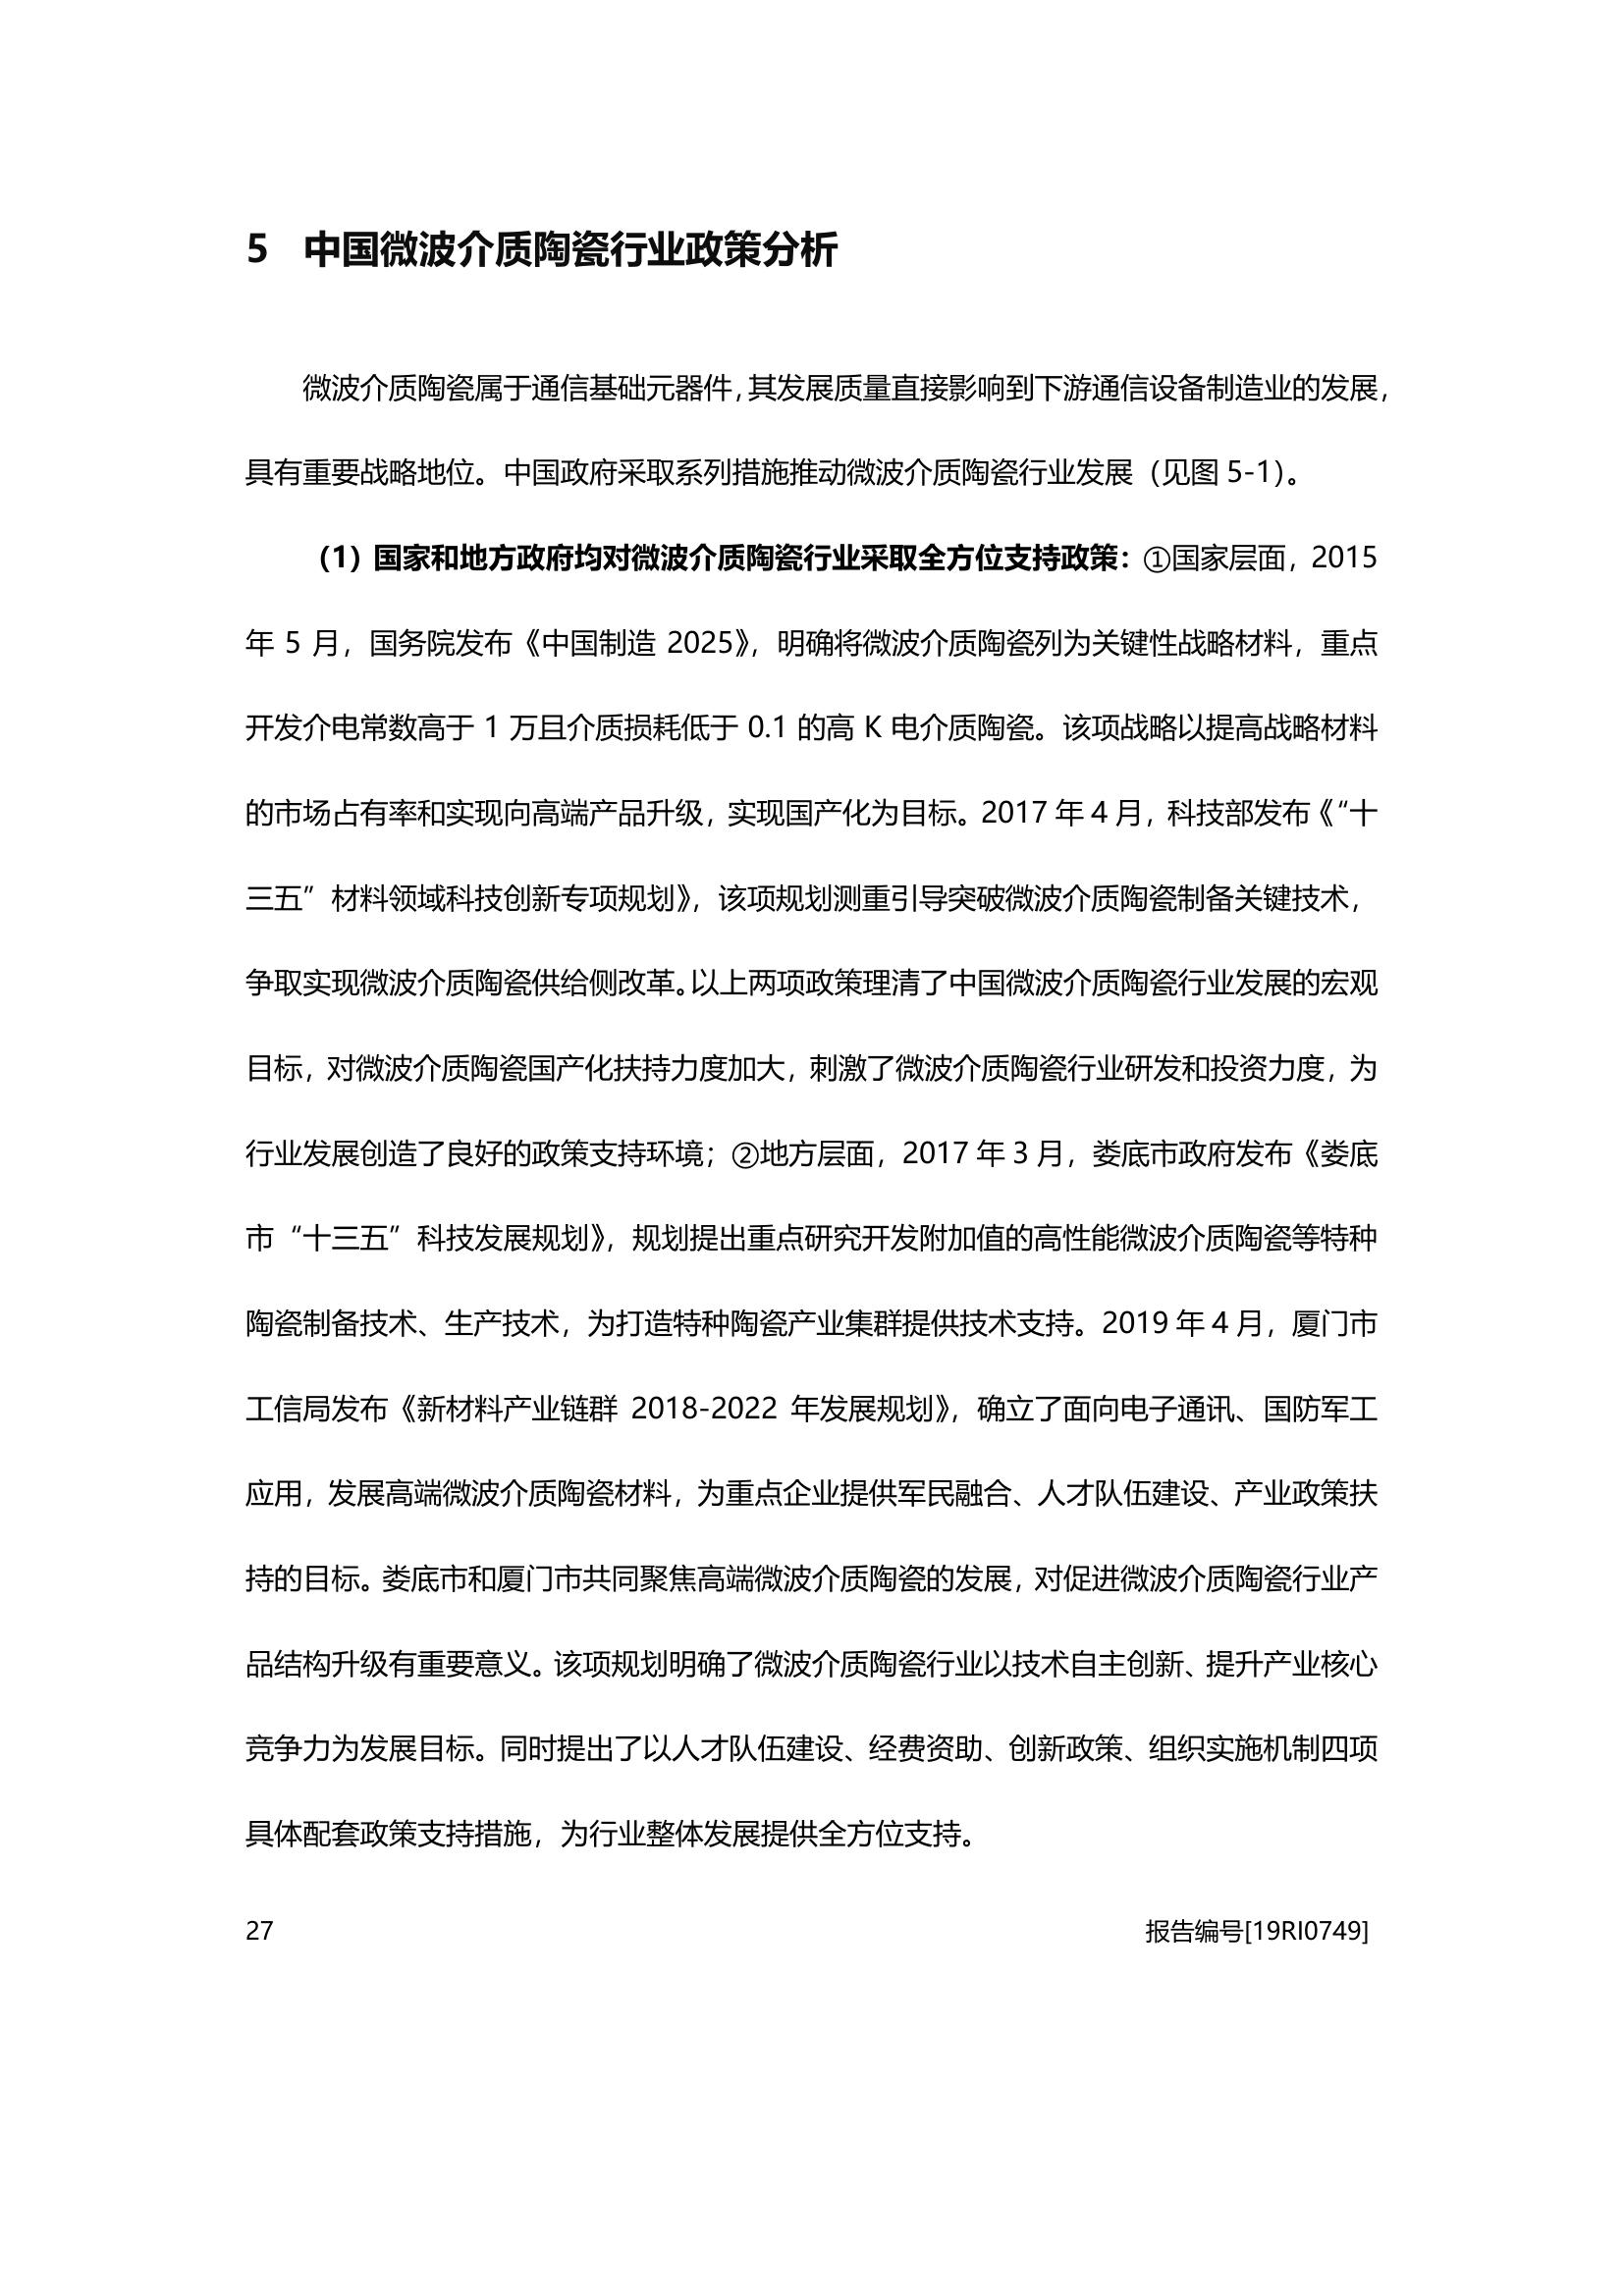 5 中国微波介质陶瓷行业政策分析
微波介质陶瓷属于通信基础元器件，其发展质量直接影响到下游通信设备制造业的发展，
具有重要战略地位。中国政府采取系列措施推动微波介质陶瓷行业发展（见图 5-1）。
（1）国家和地方政府均对微波介质陶瓷行业采取全方位支持政策：①国家层面，2015
年 5 月，国务院发布《中国制造 2025》，明确将微波介质陶瓷列为关键性战略材料，重点
开发介电常数高于 1 万且介质损耗低于 0.1 的高 K 电介质陶瓷。该项战略以提高战略材料
的市场占有率和实现向高端产品升级，实现国产化为目标。2017 年 4 月，科技部发布《“十
三五”材料领域科技创新专项规划》，该项规划测重引导突破微波介质陶瓷制备关键技术，
争取实现微波介质陶瓷供给侧改革。以上两项政策理清了中国微波介质陶瓷行业发展的宏观
目标，对微波介质陶瓷国产化扶持力度加大，刺激了微波介质陶瓷行业研发和投资力度，为
行业发展创造了良好的政策支持环境；②地方层面，2017 年 3 月，娄底市政府发布《娄底
市“十三五”科技发展规划》，规划提出重点研究开发附加值的高性能微波介质陶瓷等特种
陶瓷制备技术、生产技术，为打造特种陶瓷产业集群提供技术支持。2019 年 4 月，厦门市
工信局发布《新材料产业链群 2018-2022 年发展规划》，确立了面向电子通讯、国防军工
应用，发展高端微波介质陶瓷材料，为重点企业提供军民融合、人才队伍建设、产业政策扶
持的目标。娄底市和厦门市共同聚焦高端微波介质陶瓷的发展，对促进微波介质陶瓷行业产
品结构升级有重要意义。该项规划明确了微波介质陶瓷行业以技术自主创新、提升产业核心
竞争力为发展目标。同时提出了以人才队伍建设、经费资助、创新政策、组织实施机制四项
具体配套政策支持措施，为行业整体发展提供全方位支持。
27 报告编号[19RI0749]